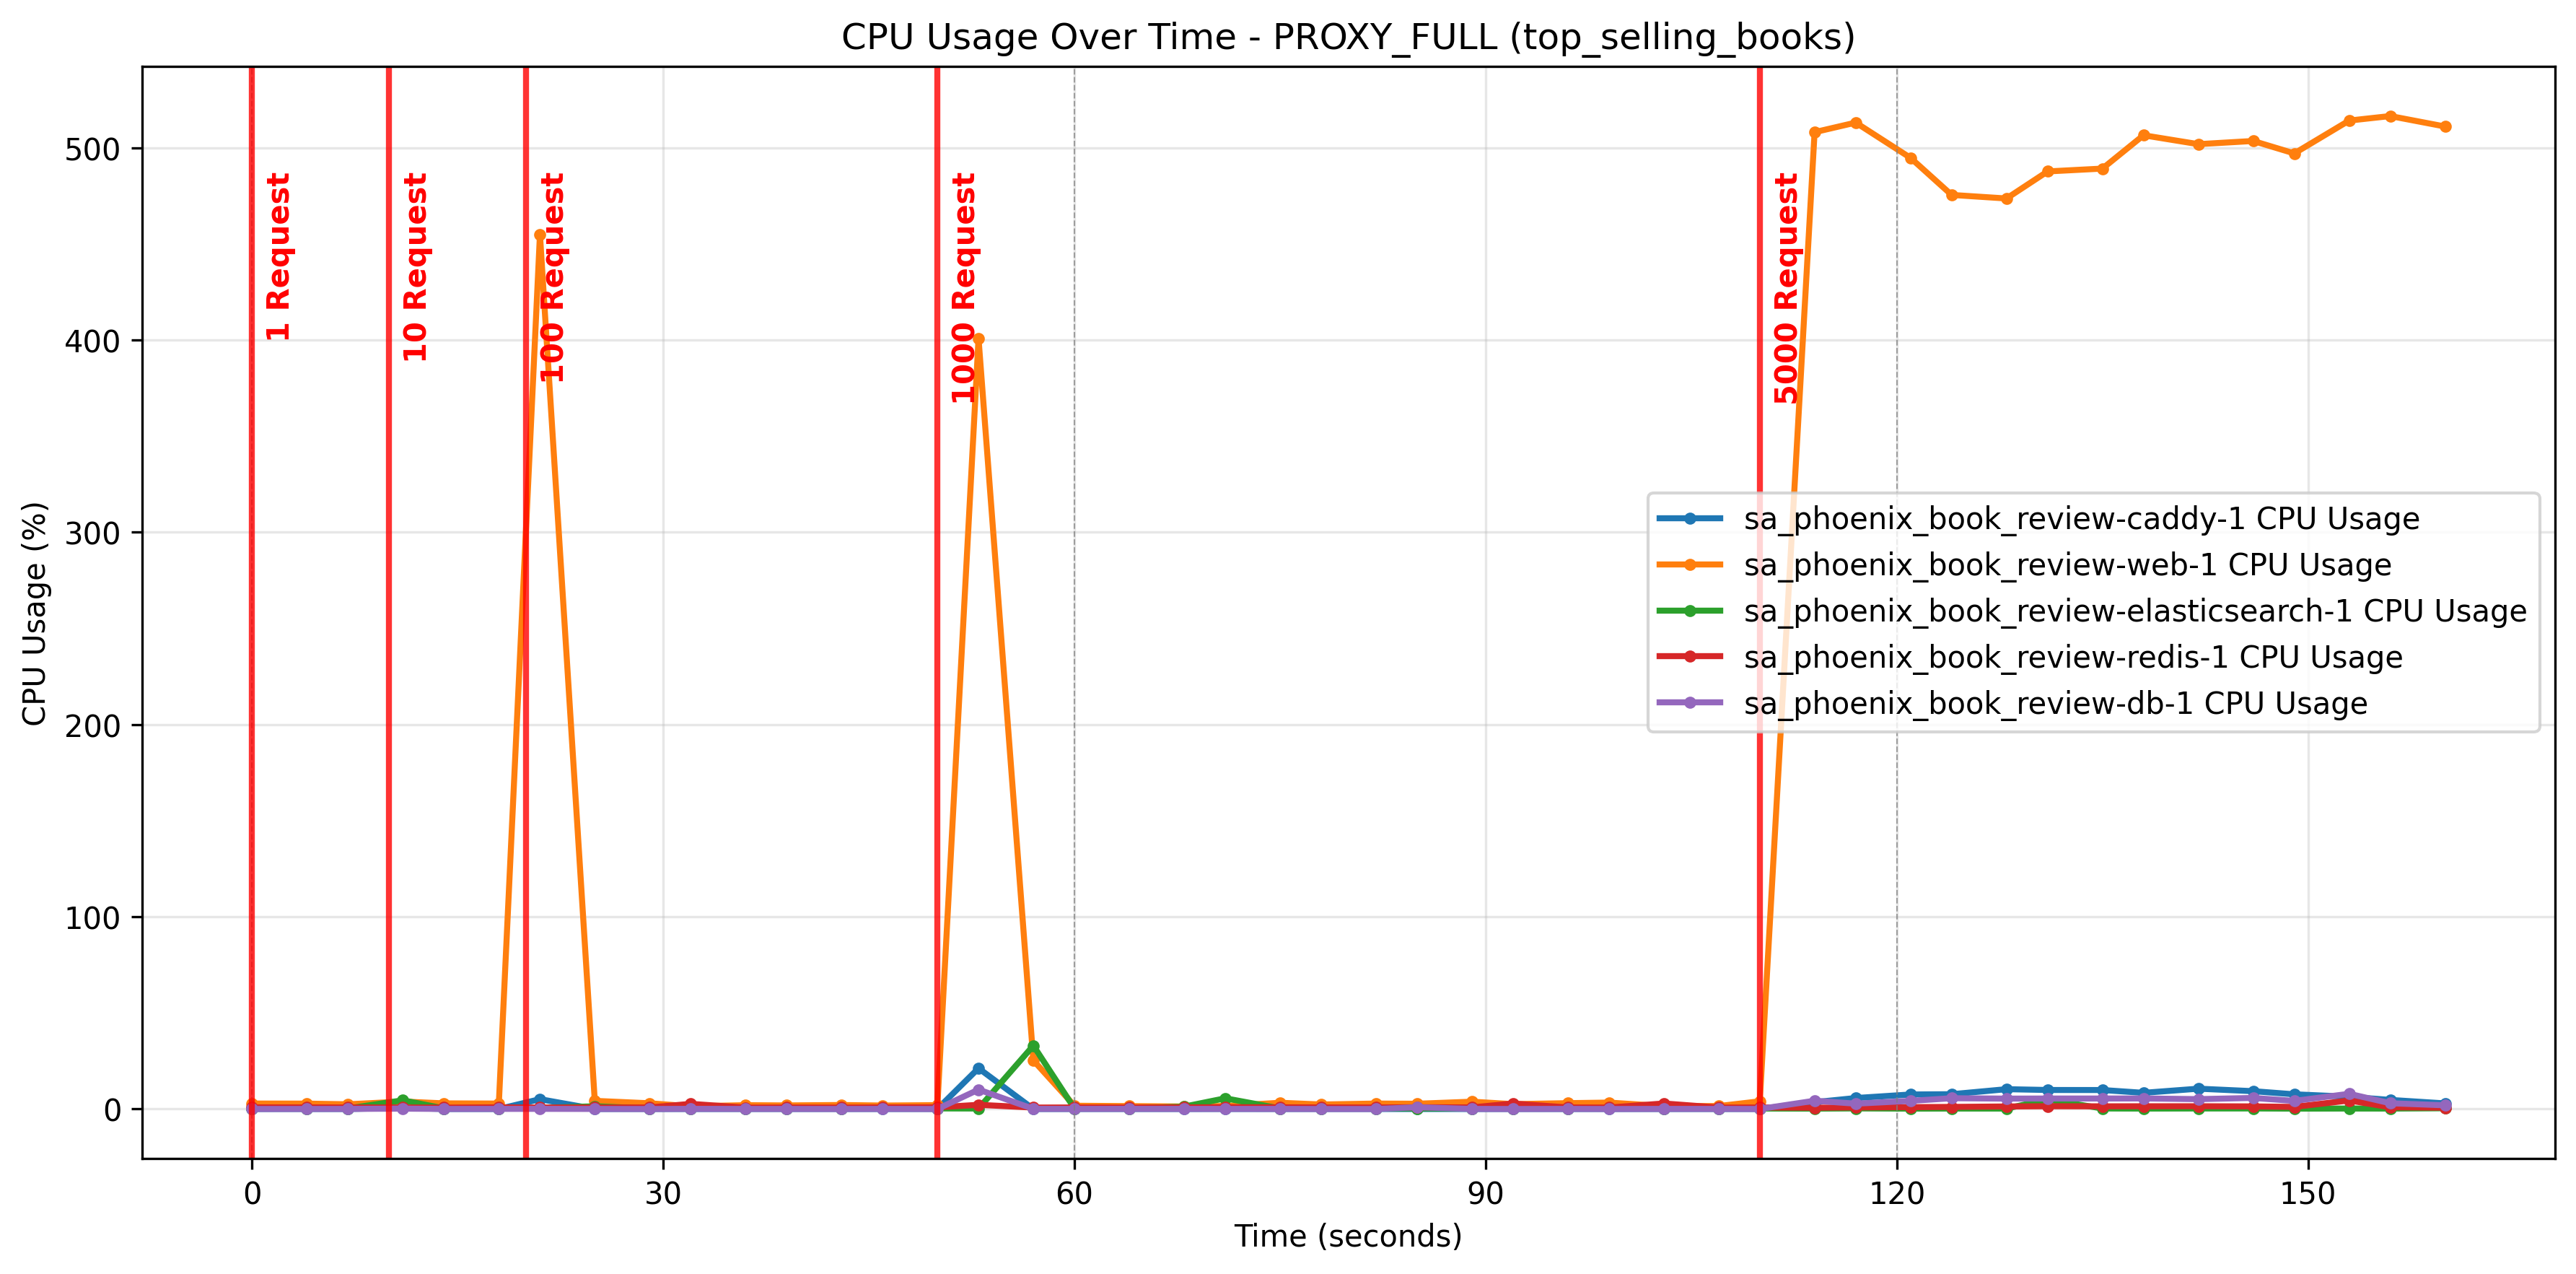 CPU Usage Over Time - PROXY_FULL (top_selling_books)
CPU Usage (%)
500
400
300
200
100
0
1 Request
10 Request
100 Request
1000 Request
5000 Request
sa_phoenix_book_review-caddy-1 CPU Usage
sa_phoenix_book_review-web-1 CPU Usage
sa_phoenix_book_review-elasticsearch-1 CPU Usage
sa_phoenix_book_review-redis-1 CPU Usage
sa_phoenix_book_review-db-1 CPU Usage
0 30 60 90 120 150
Time (seconds)